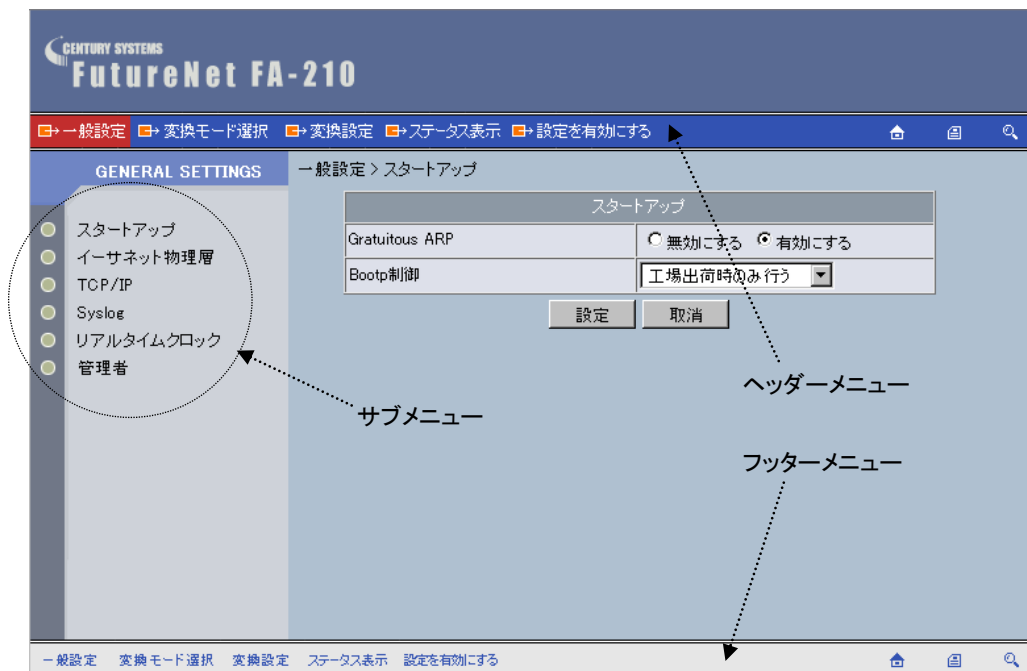 CENTURY SYSTEMS
FutureNet FA-210
一般設定 変換モード選択 変換設定 ステータス表示 設定を有効にする
GENERAL SETTINGS
スタートアップ
イーサネット物理層
TCP/IP
Syslog
リアルタイムクロック
管理者
一般設定 > スタートアップ
スタートアップ
Gratuitous ARP 無効にする 有効にする
Bootp制御 工場出荷時のみ行う
設定 取消
ヘッダーメニュー
サブメニュー
フッターメニュー
一般設定 変換モード選択 変換設定 ステータス表示 設定を有効にする